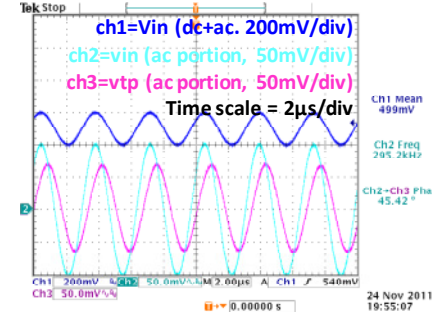 Tek Stop
ch1=Vin (dc+ac. 200mV/div)
ch2=vin (ac portion, 50mV/div)
ch3=vtp (ac portion, 50mV/div)
Time scale = 2µs/div
Ch1 Mean
499mV
Ch2 Freq
295.2kHz
Ch2→Ch3 Pha
45.42 °
2
Ch1 200mV Ch2 50.0mV M 2.00µs A Ch1 540mV
Ch3 50.0mV
0.00000 s
24 Nov 2011
19:55:07